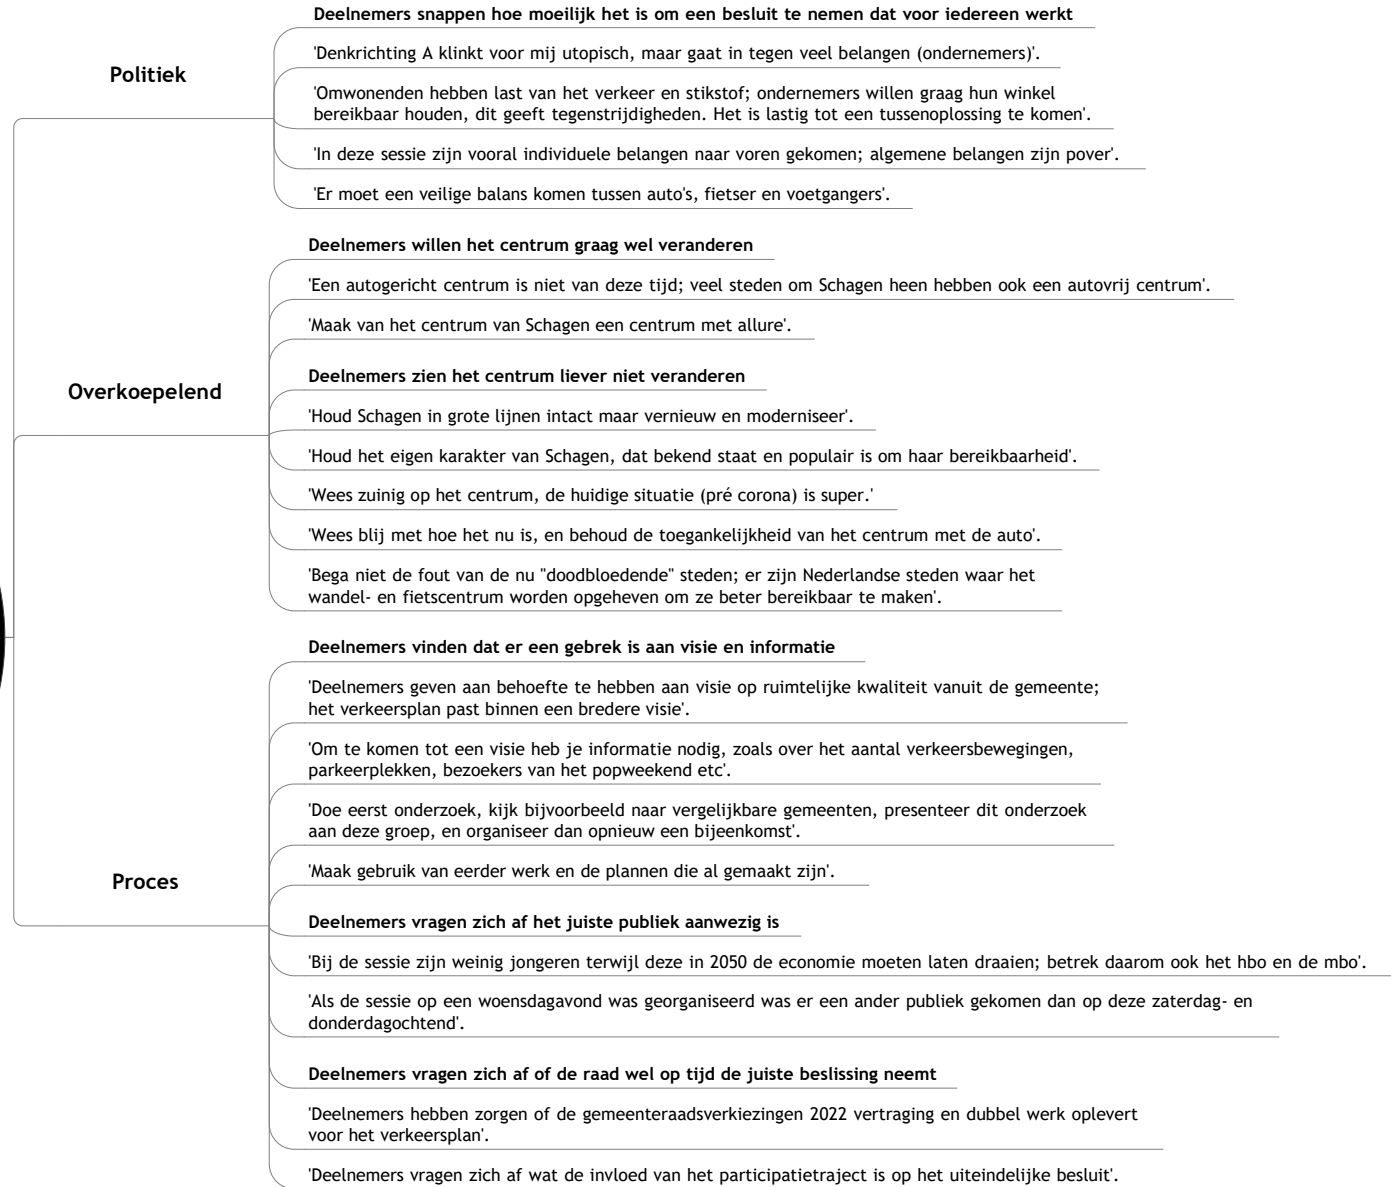 Politiek
Deelnemers snappen hoe moeilijk het is om een besluit te nemen dat voor iedereen werkt
'Denkrichting A klinkt voor mij utopisch, maar gaat in tegen veel belangen (ondernemers)'.
'Omwonenden hebben last van het verkeer en stikstof; ondernemers willen graag hun winkel
bereikbaar houden, dit geeft tegenstrijdigheden. Het is lastig tot een tussenoplossing te komen'.
'In deze sessie zijn vooral individuele belangen naar voren gekomen; algemene belangen zijn pover'.
'Er moet een veilige balans komen tussen auto's, fietser en voetgangers'.
Overkoepelend
Deelnemers willen het centrum graag wel veranderen
'Een autogericht centrum is niet van deze tijd; veel steden om Schagen heen hebben ook een autovrij centrum'.
'Maak van het centrum van Schagen een centrum met allure'.
Deelnemers zien het centrum liever niet veranderen
'Houd Schagen in grote lijnen intact maar vernieuw en moderniseer'.
'Houd het eigen karakter van Schagen, dat bekend staat en populair is om haar bereikbaarheid'.
'Wees zuinig op het centrum, de huidige situatie (pré corona) is super.'
'Wees blij met hoe het nu is, en behoud de toegankelijkheid van het centrum met de auto'.
'Bega niet de fout van de nu "doodbloedende" steden; er zijn Nederlandse steden waar het
wandel- en fietscentrum worden opgeheven om ze beter bereikbaar te maken'.
Proces
Deelnemers vinden dat er een gebrek is aan visie en informatie
'Deelnemers geven aan behoefte te hebben aan visie op ruimtelijke kwaliteit vanuit de gemeente;
het verkeersplan past binnen een bredere visie'.
'Om te komen tot een visie heb je informatie nodig, zoals over het aantal verkeersbewegingen,
parkeerplekken, bezoekers van het popweekend etc'.
'Doe eerst onderzoek, kijk bijvoorbeeld naar vergelijkbare gemeenten, presenteer dit onderzoek
aan deze groep, en organiseer dan opnieuw een bijeenkomst'.
'Maak gebruik van eerder werk en de plannen die al gemaakt zijn'.
Deelnemers vragen zich af het juiste publiek aanwezig is
'Bij de sessie zijn weinig jongeren terwijl deze in 2050 de economie moeten laten draaien; betrek daarom ook het hbo en de mbo'.
'Als de sessie op een woensdagavond was georganiseerd was er een ander publiek gekomen dan op deze zaterdag- en
donderdagochtend'.
Deelnemers vragen zich af of de raad wel op tijd de juiste beslissing neemt
'Deelnemers hebben zorgen of de gemeenteraadsverkiezingen 2022 vertraging en dubbel werk oplevert
voor het verkeersplan'.
'Deelnemers vragen zich af wat de invloed van het participatietraject is op het uiteindelijke besluit'.